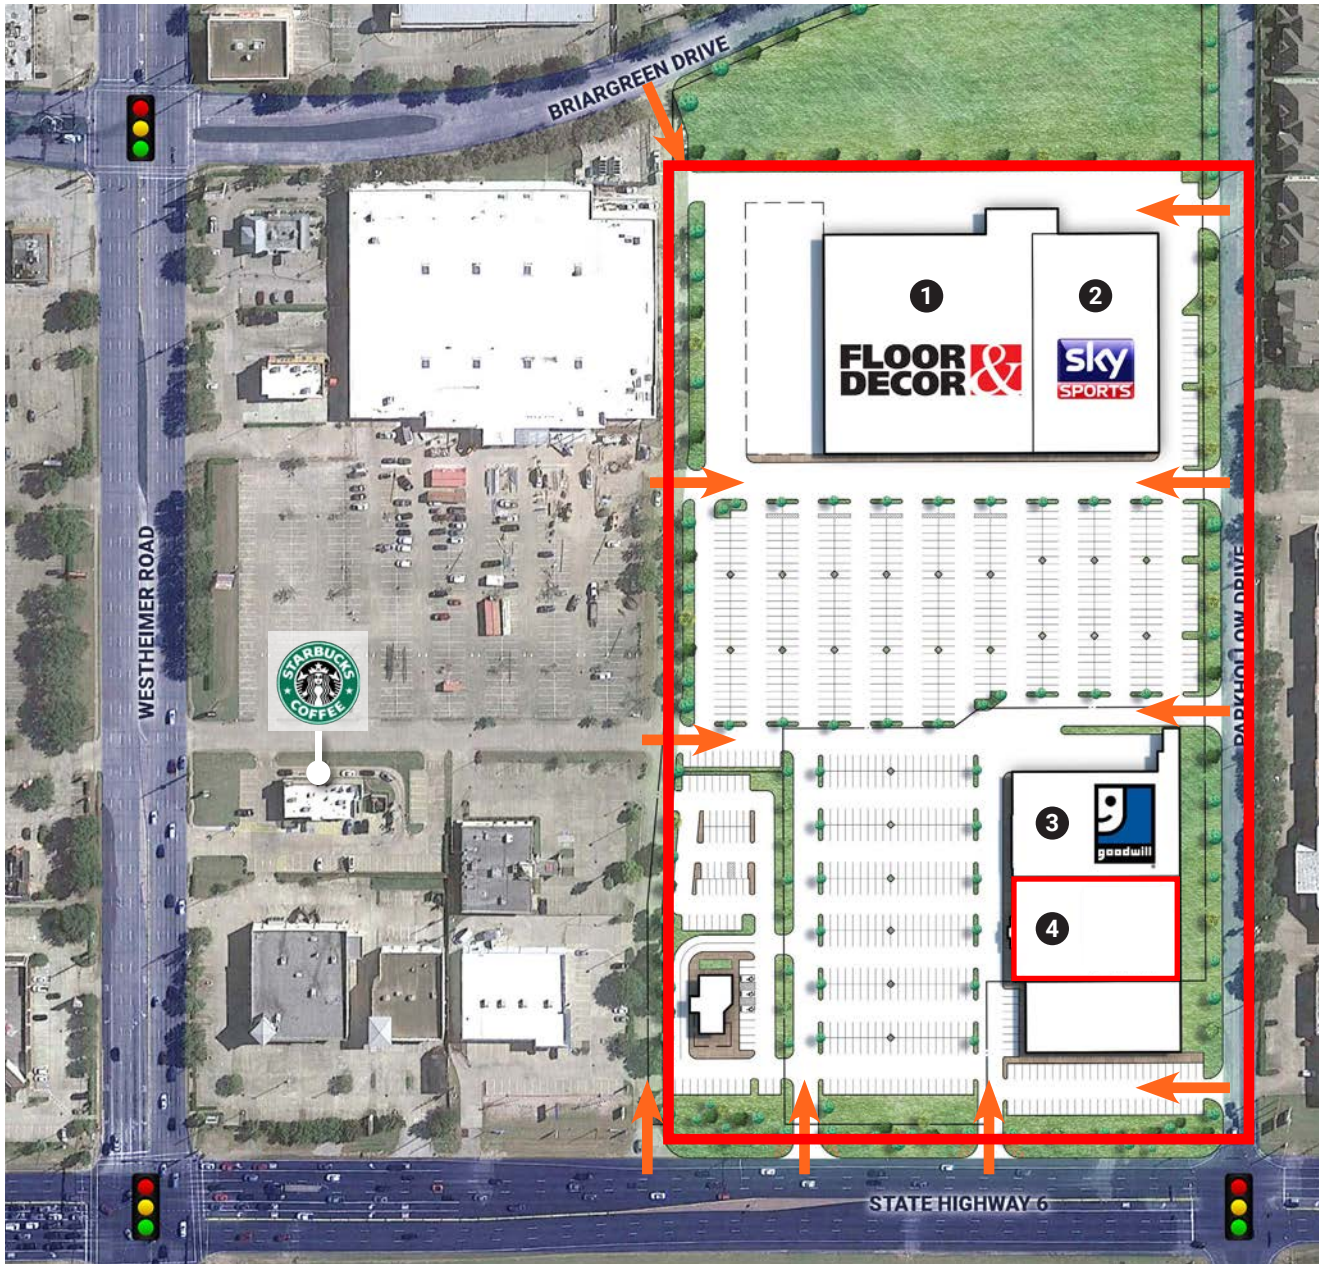 BRIARGREEN DRIVE
1
2
FLOOR &
DECOR
sky
SPORTS
WESTHEIMER ROAD
STARBUCKS
COFFEE
PARKHOLLOW DRIVE
3
goodwill
4
STATE HIGHWAY 6